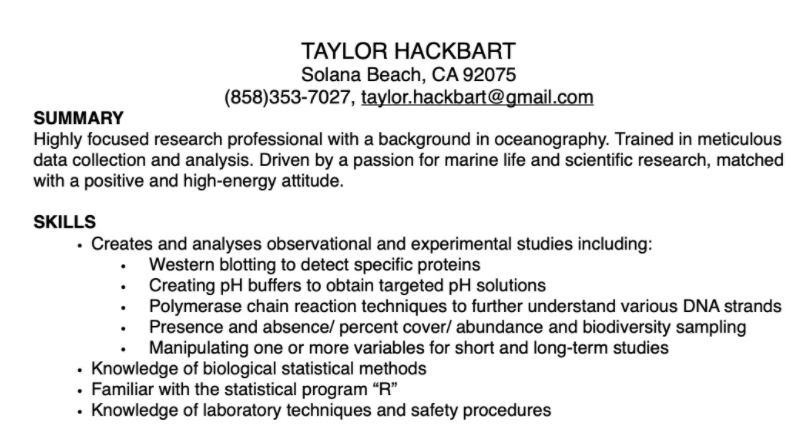 TAYLOR HACKBART
Solana Beach, CA 92075
(858)353-7027, taylor.hackbart@gmail.com
SUMMARY
Highly focused research professional with a background in oceanography. Trained in meticulous
data collection and analysis. Driven by a passion for marine life and scientific research, matched
with a positive and high-energy attitude.
SKILLS
• Creates and analyses observational and experimental studies including:
• Western blotting to detect specific proteins
• Creating pH buffers to obtain targeted pH solutions
• Polymerase chain reaction techniques to further understand various DNA strands
• Presence and absence/ percent cover/ abundance and biodiversity sampling
• Manipulating one or more variables for short and long-term studies
• Knowledge of biological statistical methods
• Familiar with the statistical program “R”
• Knowledge of laboratory techniques and safety procedures